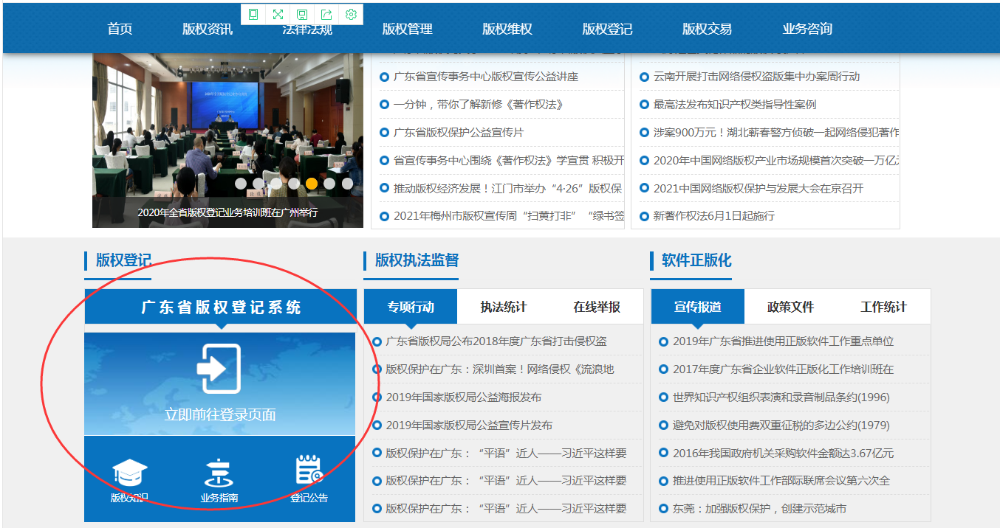 首页
版权资讯
法律法规
版权管理
版权维权
版权登记
版权交易
业务咨询
2020年全省版权登记业务培训班在广州举行
广东省宣传事务中心版权宣传公益讲座
一分钟，带你了解新修《著作权法》
广东省版权保护公益宣传片
省宣传事务中心围绕《著作权法》学宣贯 积极开
推动版权经济发展！江门市举办“4·26”版权保
2021年梅州市版权宣传周“扫黄打非”“绿书签
云南开展打击网络侵权盗版集中办案周行动
最高法发布知识产权类指导性案例
涉案900万元！湖北蕲春警方侦破一起网络侵犯著作
2020年中国网络版权产业市场规模首次突破一万亿
2021中国网络版权保护与发展大会在京召开
新著作权法6月1日起施行
版权登记
广东省版权登记系统
立即前往登录页面
版权知识
业务指南
登记公告
版权执法监督
专项行动
执法统计
在线举报
广东省版权局公布2018年度广东省打击侵权盗
版权保护在广东：深圳首案！网络侵权《流浪地
2019年国家版权局公益海报发布
2019年国家版权局公益宣传片发布
版权保护在广东：“平语”近人——习近平这样要
版权保护在广东：“平语”近人——习近平这样要
版权保护在广东：“平语”近人——习近平这样要
软件正版化
宣传报道
政策文件
工作统计
2019年广东省推进使用正版软件工作重点单位
2017年度广东省企业软件正版化工作培训班在
世界知识产权组织表演和录音制品条约(1996)
避免对版权使用费双重征税的多边公约(1979)
2016年我国政府机关采购软件金额达3.67亿元
推进使用正版软件工作部际联席会议第六次全
东莞：加强版权保护，创建示范城市